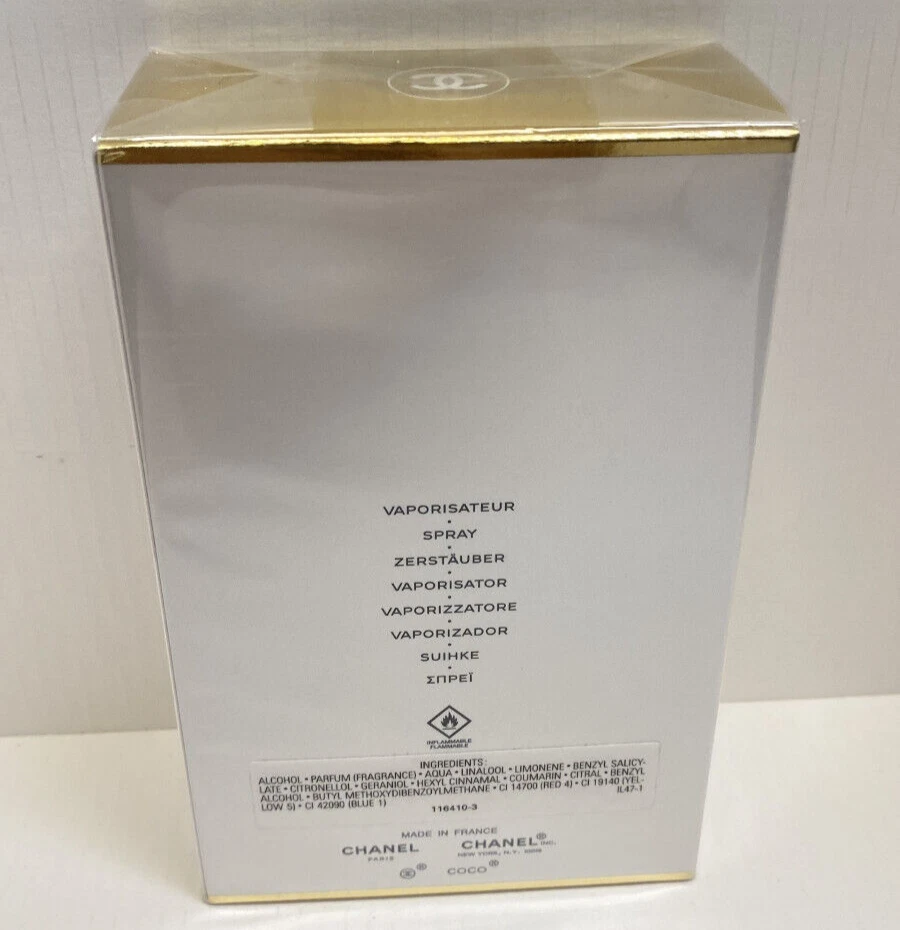 VAPORISATEUR
•
SPRAY
•
ZERSTÄUBER
•
VAPORISATOR
•
VAPORIZZATORE
•
VAPORIZADOR
•
SUIHKE
•
ΣΠΡΕΪ
INFLAMMABLE
FLAMMABLE
INGREDIENTS:
ALCOHOL • PARFUM (FRAGRANCE) • AQUA • LINALOOL • LIMONENE • BENZYL SALICY-
LATE • CITRONELLOL • GERANIOL • HEXYL CINNAMAL • COUMARIN • CITRAL • BENZYL
ALCOHOL • BUTYL METHOXYDIBENZOYLMETHANE • CI 14700 (RED 4) • CI 19140 (YEL-
LOW 5) • CI 42090 (BLUE 1) IL47-1
116410-3
MADE IN FRANCE
CHANEL CHANEL® INC.
PARIS NEW YORK, N.Y. 10019
® COCO®